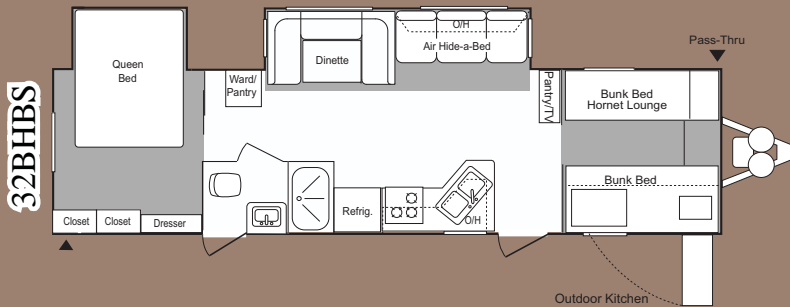 32BHBS
Queen
Bed
Ward/
Pantry
Dinette
O/H
Air Hide-a-Bed
Pass-Thru
Pantry/TV
Bunk Bed
Hornet Lounge
Bunk Bed
Closet
Closet
Dresser
Refrig.
O/H
Outdoor Kitchen